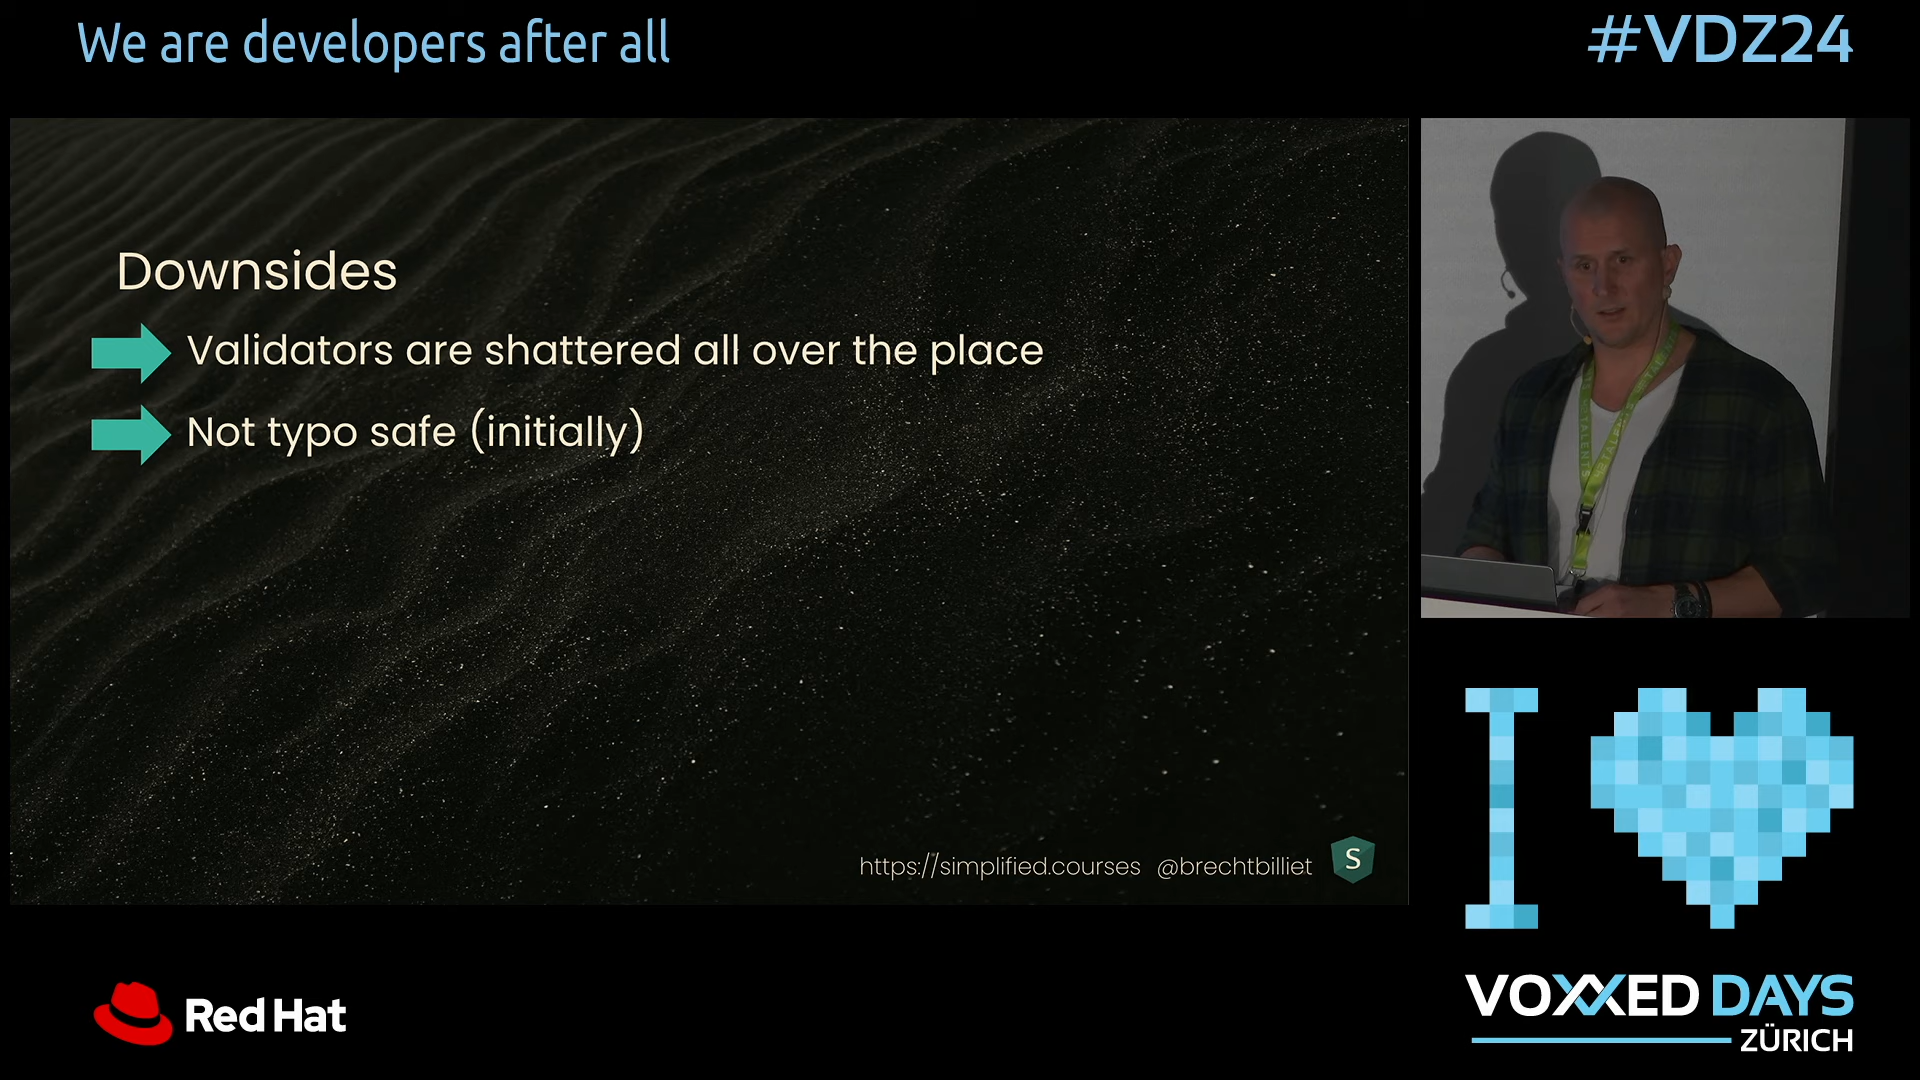 We are developers after all
#VDZ24
Downsides
Validators are shattered all over the place
Not typo safe (initially)
https://simplified.courses @brechtbilliet
S
I
Red Hat
VOXXED DAYS
ZÜRICH